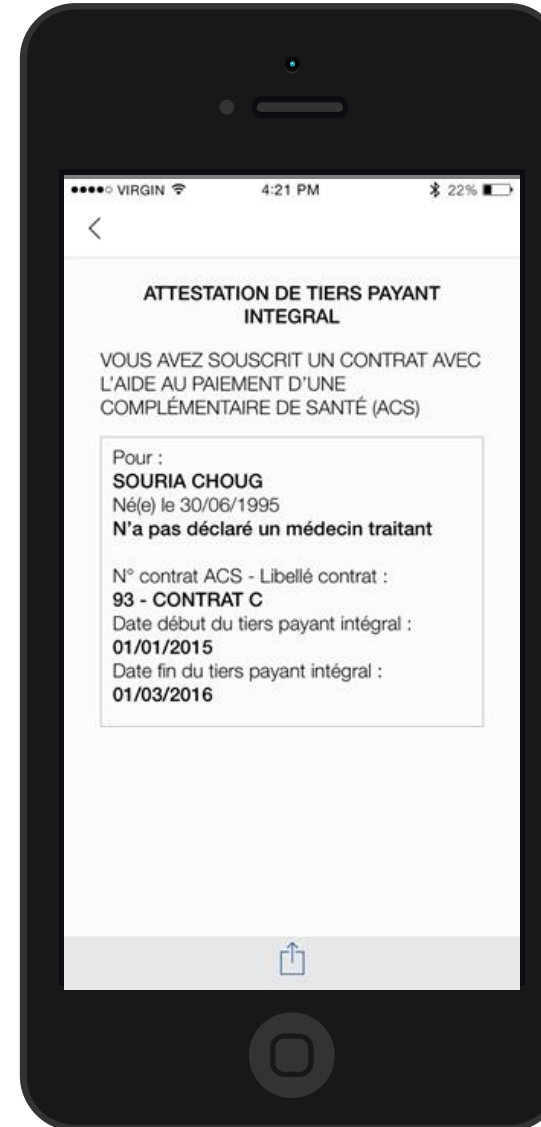 VIRGIN 4:21 PM 22%
ATTESTATION DE TIERS PAYANT
INTEGRAL
VOUS AVEZ SOUSCRIT UN CONTRAT AVEC
L'AIDE AU PAIEMENT D'UNE
COMPLÉMENTAIRE DE SANTÉ (ACS)
Pour :
SOURIA CHOUG
Né(e) le 30/06/1995
N'a pas déclaré un médecin traitant
N° contrat ACS - Libellé contrat :
93 - CONTRAT C
Date début du tiers payant intégral :
01/01/2015
Date fin du tiers payant intégral :
01/03/2016